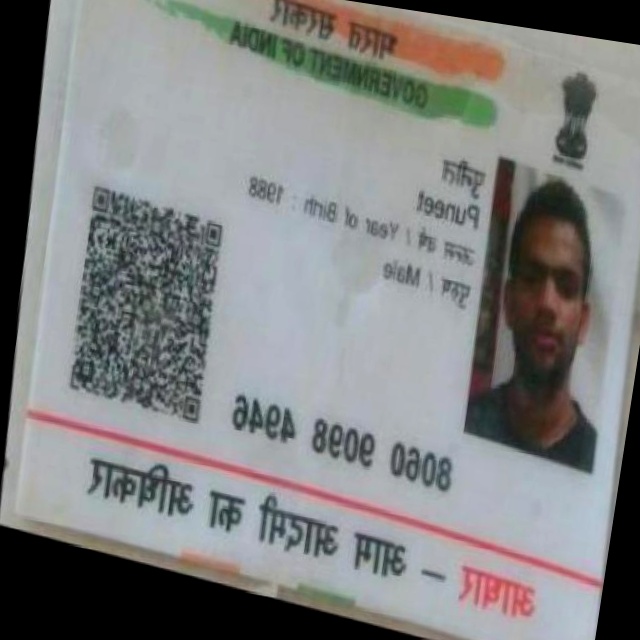 भारत सरकार
GOVERNMENT OF INDIA
पुनीत
Puneet
जन्म वर्ष / Year of Birth : 1988
पुरुष / Male
8060 9098 4946
आधार – आम आदमी का अधिकार